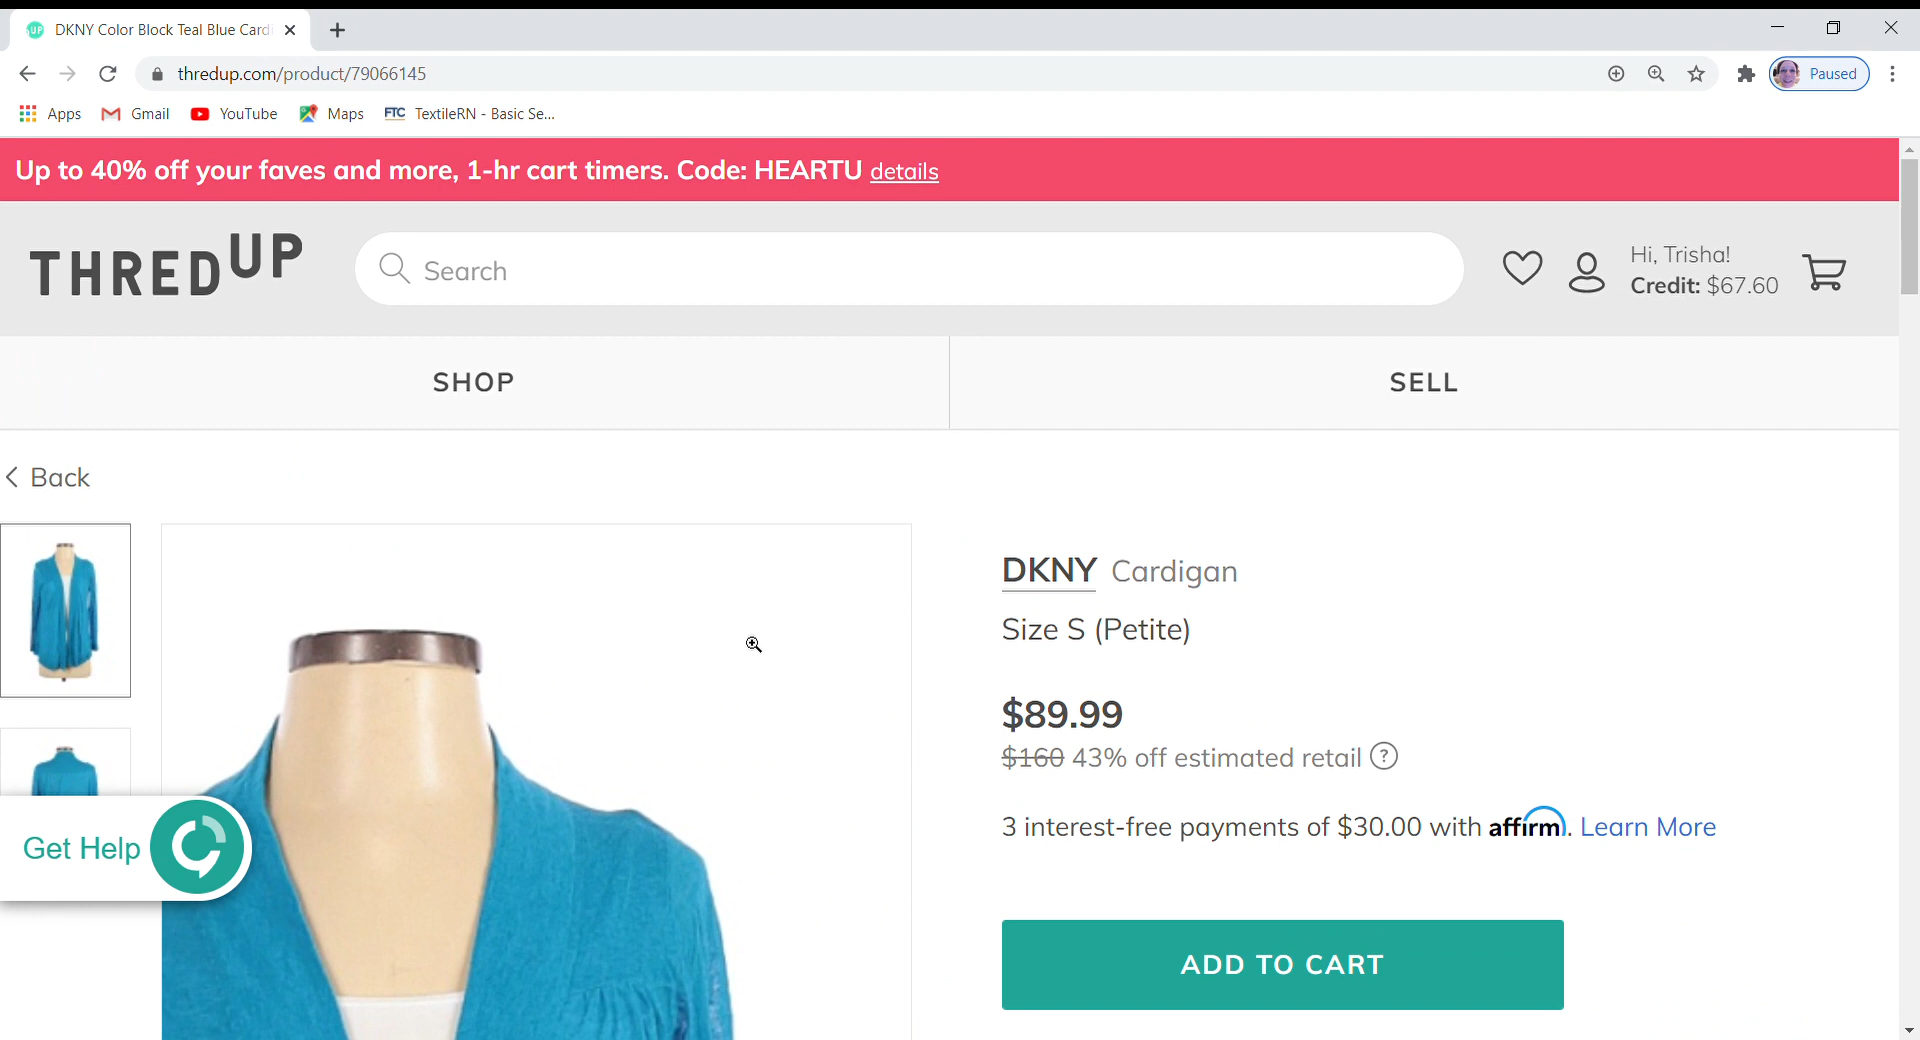 DKNY Color Block Teal Blue Cardi
thredup.com/product/79066145
Paused
Apps Gmail YouTube Maps FTC TextileRN - Basic Se...
Up to 40% off your faves and more, 1-hr cart timers. Code: HEARTU details
THREDUP
Search
Hi, Trisha!
Credit: $67.60
SHOP SELL
< Back
DKNY Cardigan
Size S (Petite)
$89.99
$160 43% off estimated retail ?
3 interest-free payments of $30.00 with affirm. Learn More
Get Help
ADD TO CART